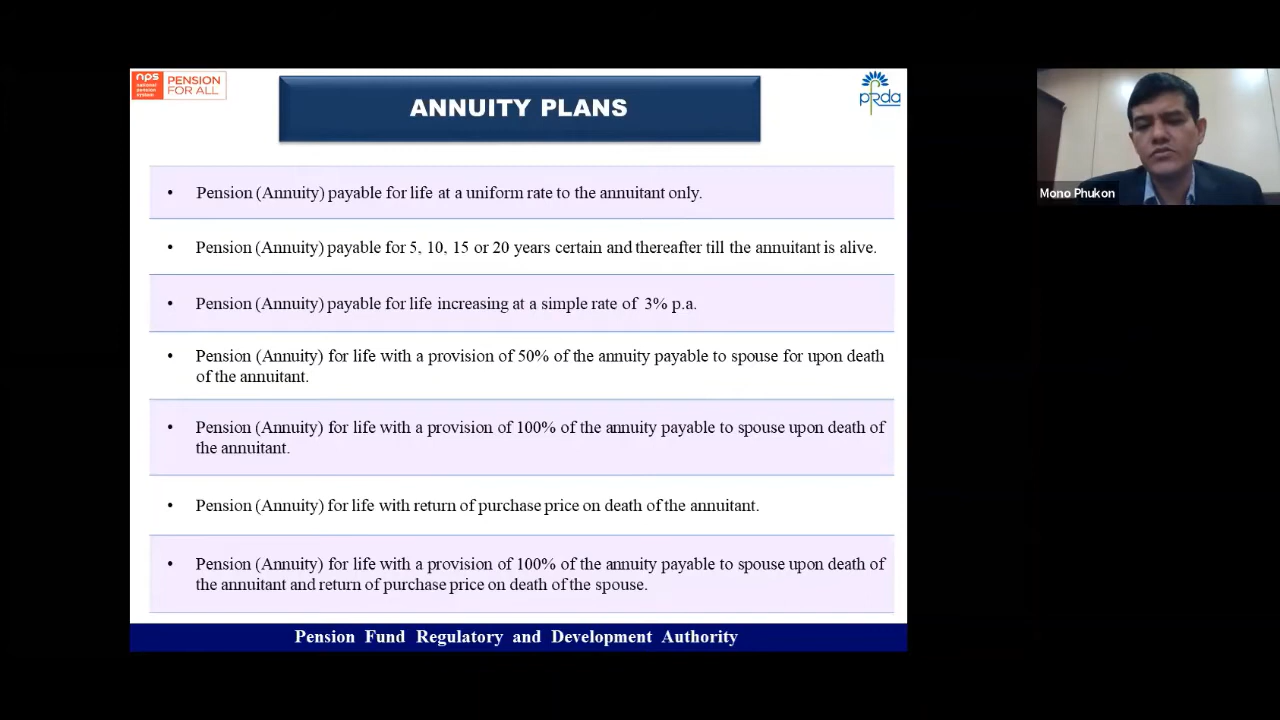 nps
national
pension
system
PENSION
FOR ALL
ANNUITY PLANS
pfrda
• Pension (Annuity) payable for life at a uniform rate to the annuitant only.
• Pension (Annuity) payable for 5, 10, 15 or 20 years certain and thereafter till the annuitant is alive.
• Pension (Annuity) payable for life increasing at a simple rate of 3% p.a.
• Pension (Annuity) for life with a provision of 50% of the annuity payable to spouse for upon death
of the annuitant.
• Pension (Annuity) for life with a provision of 100% of the annuity payable to spouse upon death of
the annuitant.
• Pension (Annuity) for life with return of purchase price on death of the annuitant.
• Pension (Annuity) for life with a provision of 100% of the annuity payable to spouse upon death of
the annuitant and return of purchase price on death of the spouse.
Pension Fund Regulatory and Development Authority
Mono Phukon